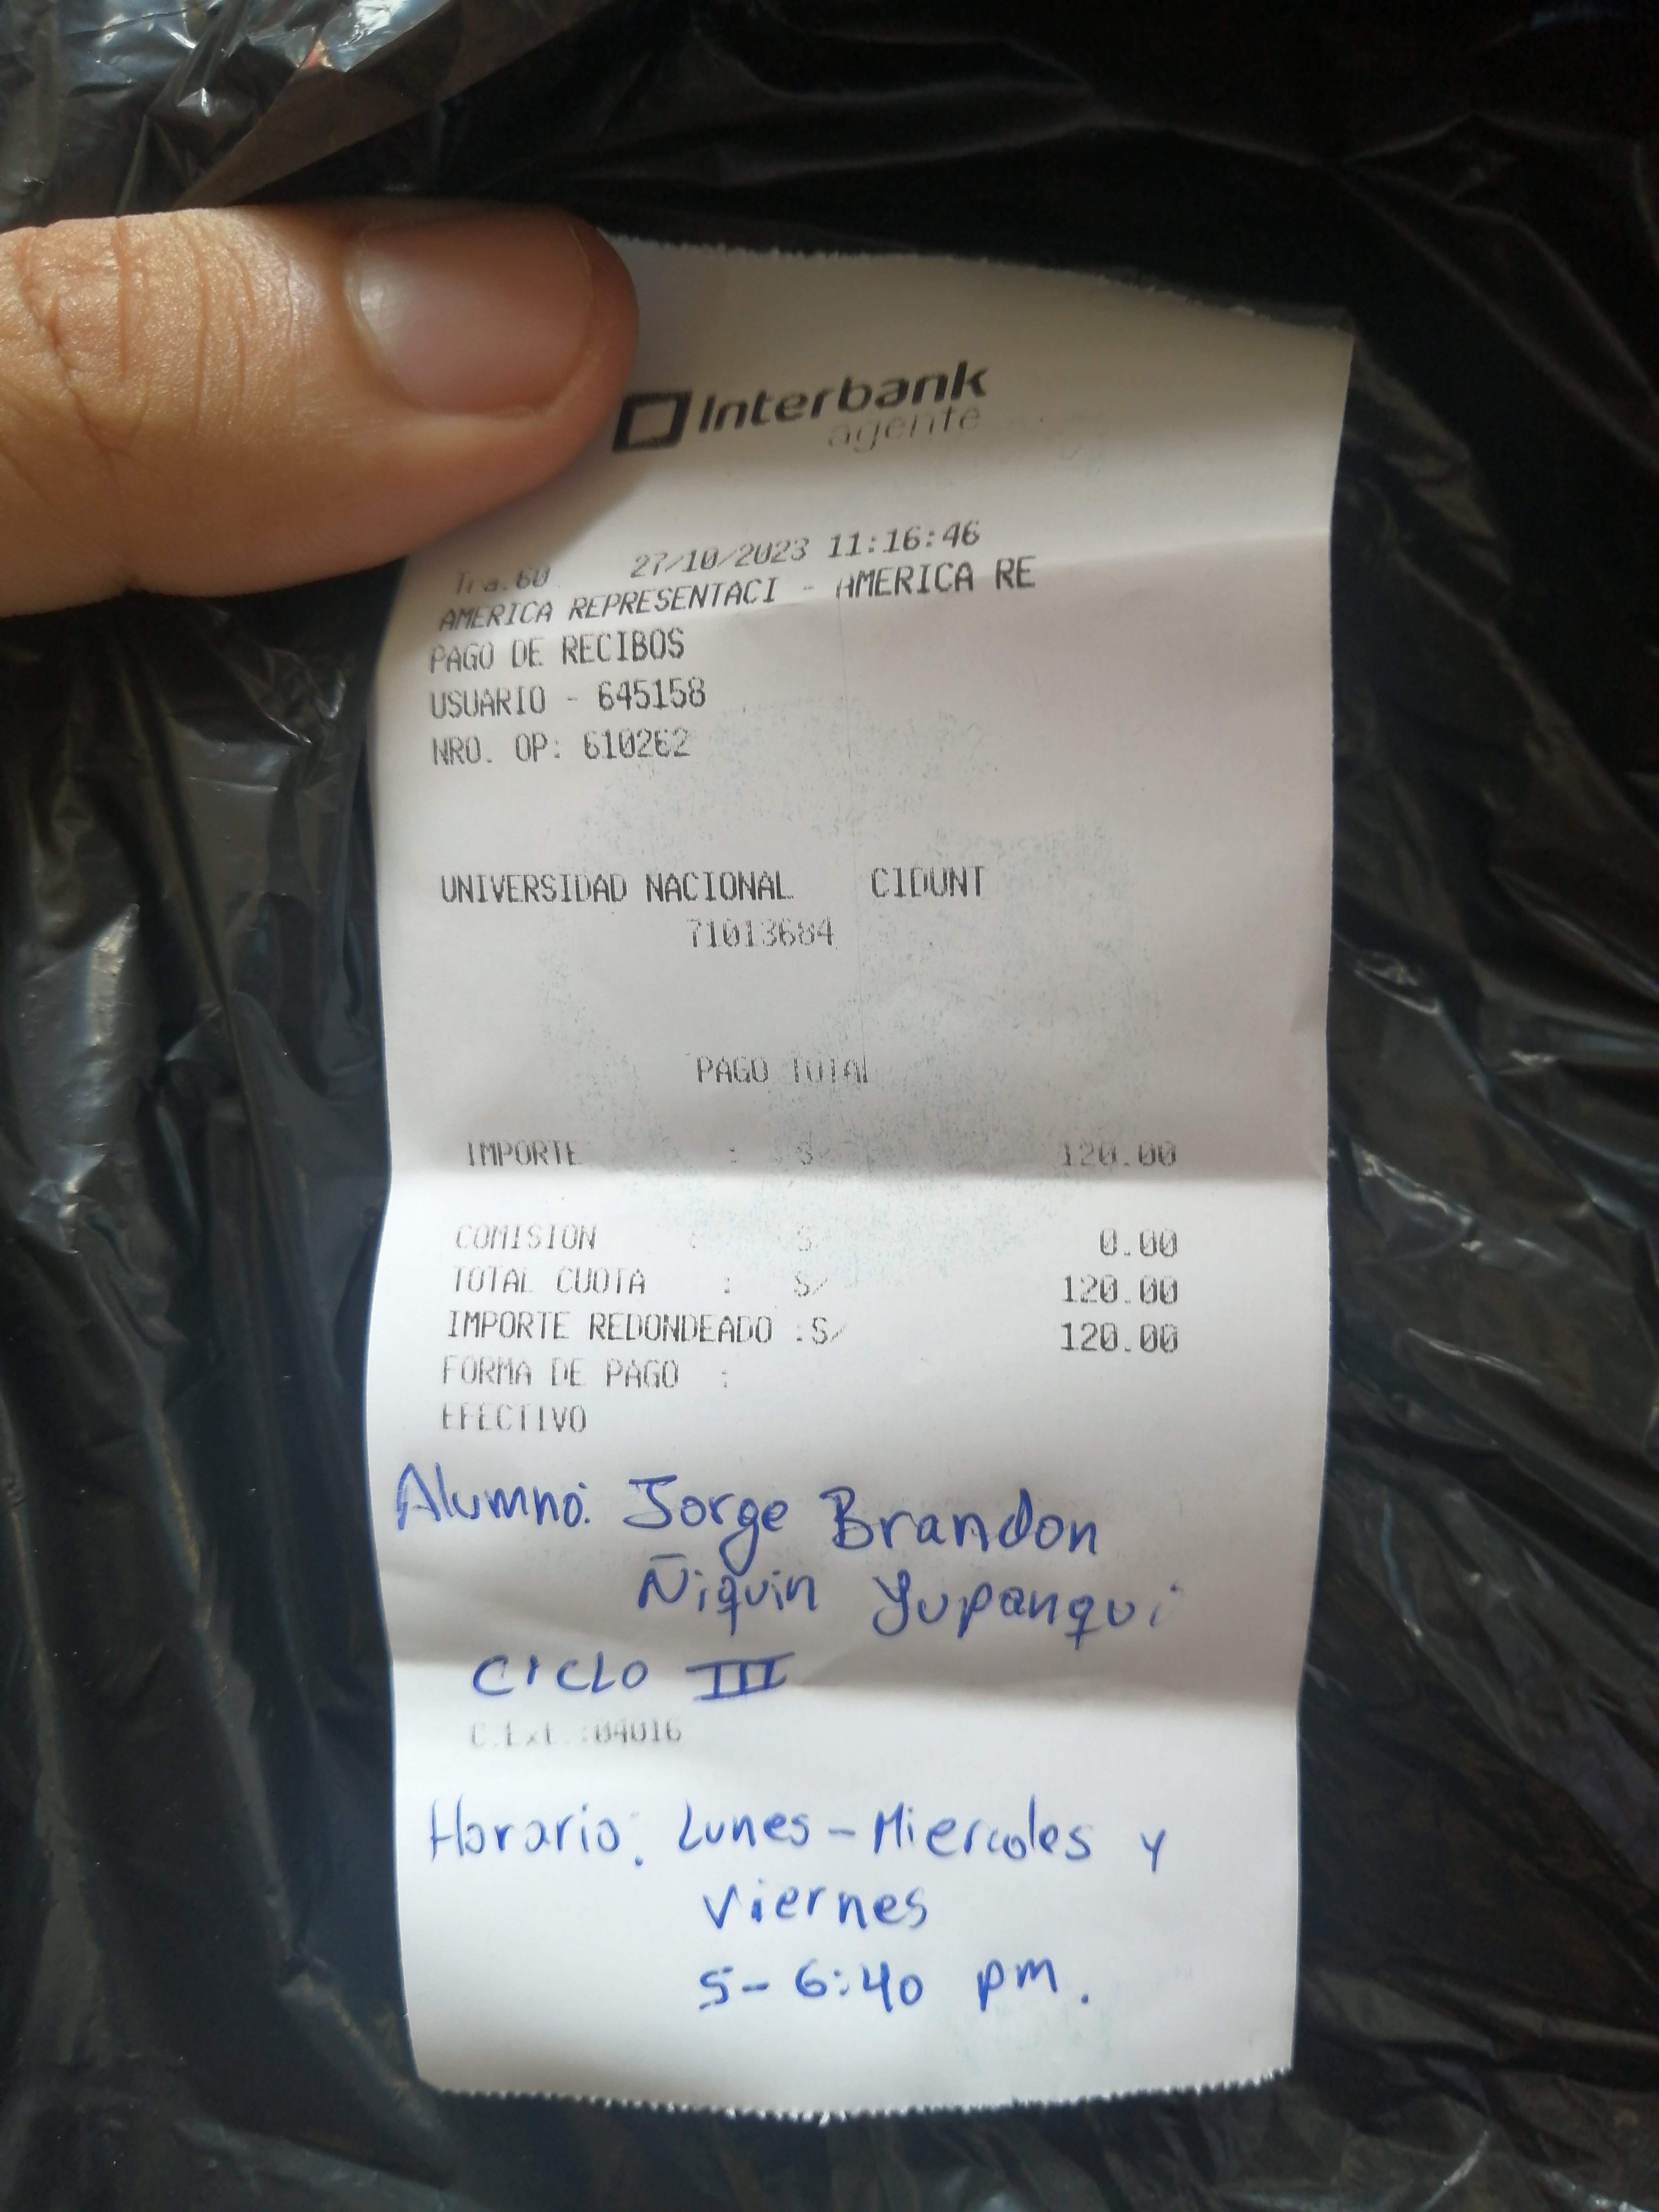 Interbank
agente
Tra.60 27/10/2023 11:16:46
AMERICA REPRESENTACI - AMERICA RE
PAGO DE RECIBOS
USUARIO - 645158
NRO. OP: 610262
UNIVERSIDAD NACIONAL CIDUNT
71013684
PAGO TOTAL
IMPORTE : S/ 120.00
COMISION : S/ 0.00
TOTAL CUOTA : S/ 120.00
IMPORTE REDONDEADO :S/ 120.00
FORMA DE PAGO :
EFECTIVO
Alumno: Jorge Brandon
Ñiquin Yupanqui
CICLO III
C.Ext.:04016
Horario: Lunes - Miercoles y
Viernes
5 - 6:40 pm.